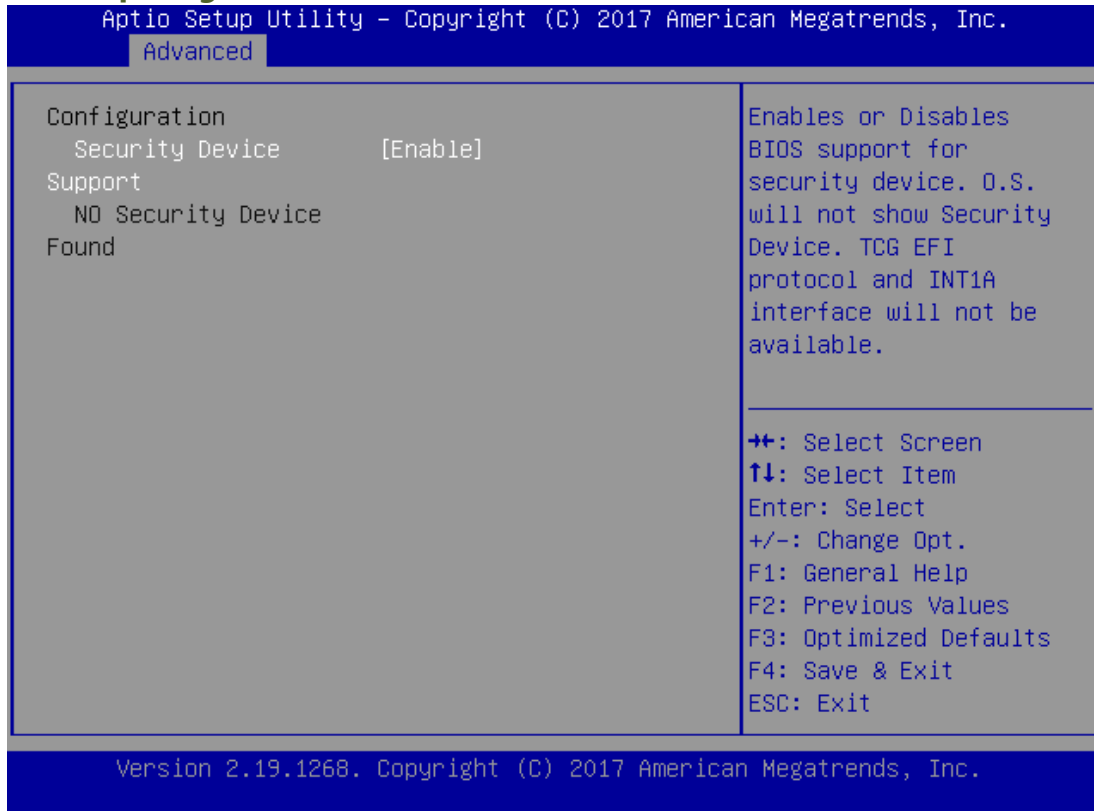 Aptio Setup Utility – Copyright (C) 2017 American Megatrends, Inc.
Advanced
Configuration
Security Device [Enable]
Support
NO Security Device
Found
Enables or Disables
BIOS support for
security device. O.S.
will not show Security
Device. TCG EFI
protocol and INT1A
interface will not be
available.
→←: Select Screen
↑↓: Select Item
Enter: Select
+/-: Change Opt.
F1: General Help
F2: Previous Values
F3: Optimized Defaults
F4: Save & Exit
ESC: Exit
Version 2.19.1268. Copyright (C) 2017 American Megatrends, Inc.